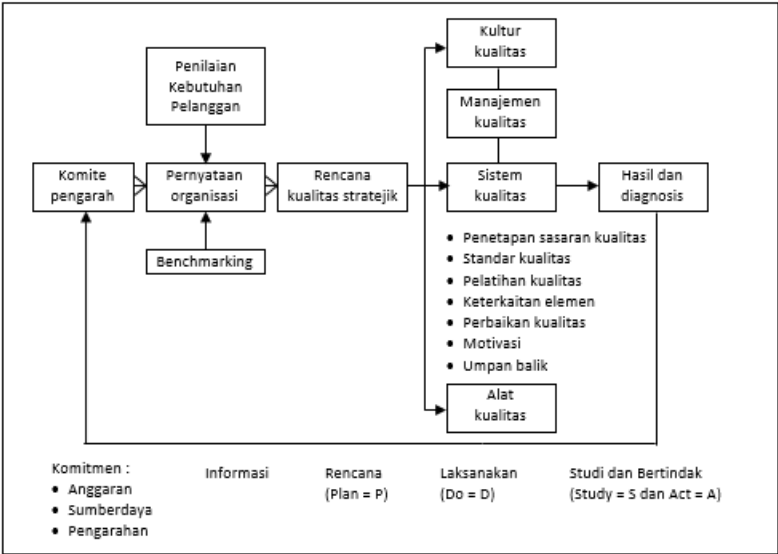 Penilaian
Kebutuhan
Pelanggan
Komite
pengarah
Pernyataan
organisasi
Benchmarking
Rencana
kualitas stratejik
Kultur
kualitas
Manajemen
kualitas
Sistem
kualitas
• Penetapan sasaran kualitas
• Standar kualitas
• Pelatihan kualitas
• Keterkaitan elemen
• Perbaikan kualitas
• Motivasi
• Umpan balik
Alat
kualitas
Hasil dan
diagnosis
Komitmen :
• Anggaran
• Sumberdaya
• Pengarahan
Informasi
Rencana
(Plan = P)
Laksanakan
(Do = D)
Studi dan Bertindak
(Study = S dan Act = A)